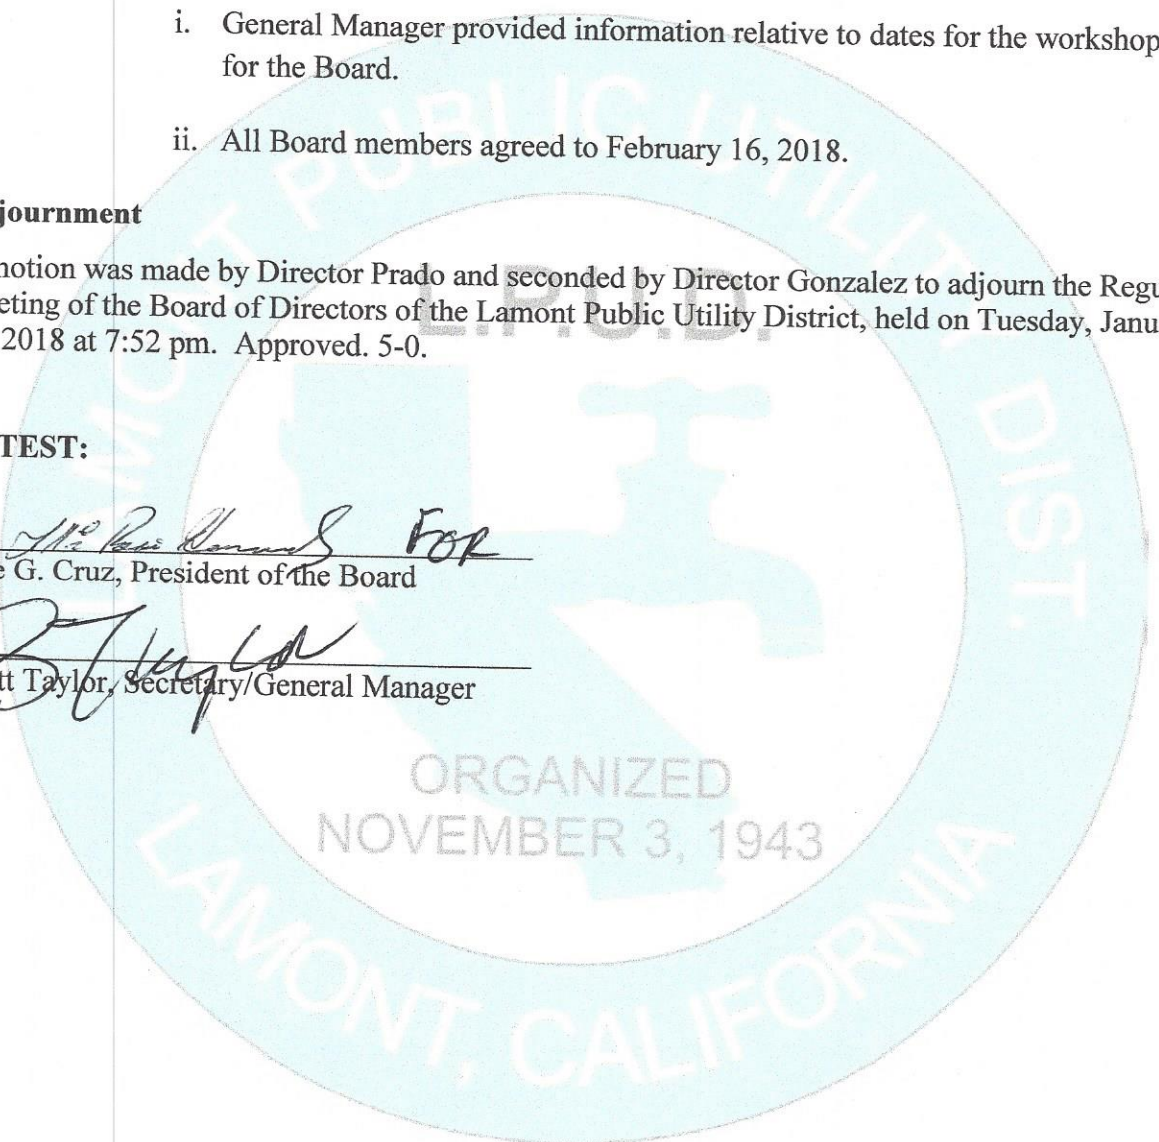 i. General Manager provided information relative to dates for the workshop
for the Board.
ii. All Board members agreed to February 16, 2018.
journment
motion was made by Director Prado and seconded by Director Gonzalez to adjourn the Regu
eting of the Board of Directors of the Lamont Public Utility District, held on Tuesday, Janu
2018 at 7:52 pm. Approved. 5-0.
TEST:
FOR
e G. Cruz, President of the Board
tt Taylor, Secretary/General Manager
LAMONT PUBLIC UTILITY DIST.
L.P.U.D.
ORGANIZED
NOVEMBER 3, 1943
LAMONT, CALIFORNIA